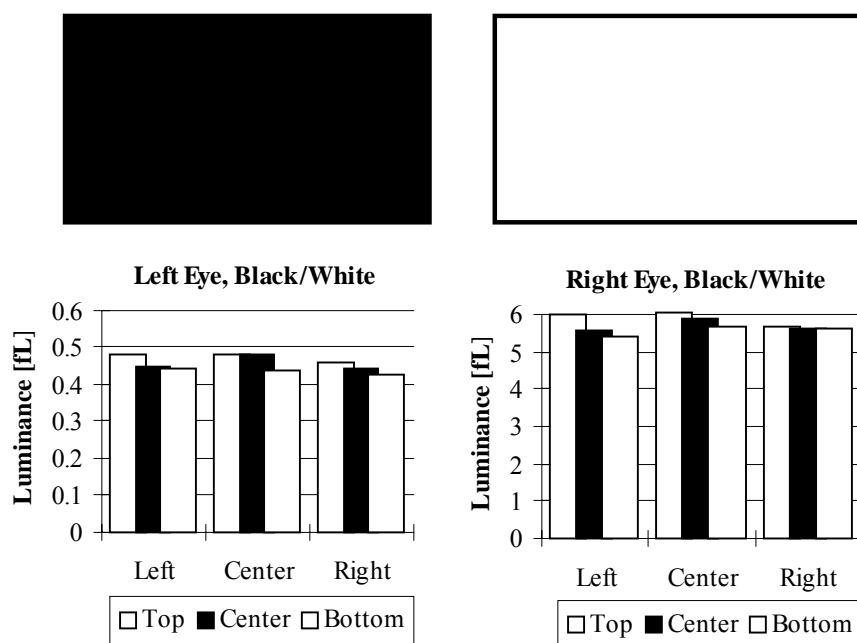 Left Eye, Black/White
0.6
0.5
0.4
0.3
0.2
0.1
0
Luminance [fL]
Left Center Right
Top Center Bottom
Right Eye, Black/White
6
5
4
3
2
1
0
Luminance [fL]
Left Center Right
Top Center Bottom